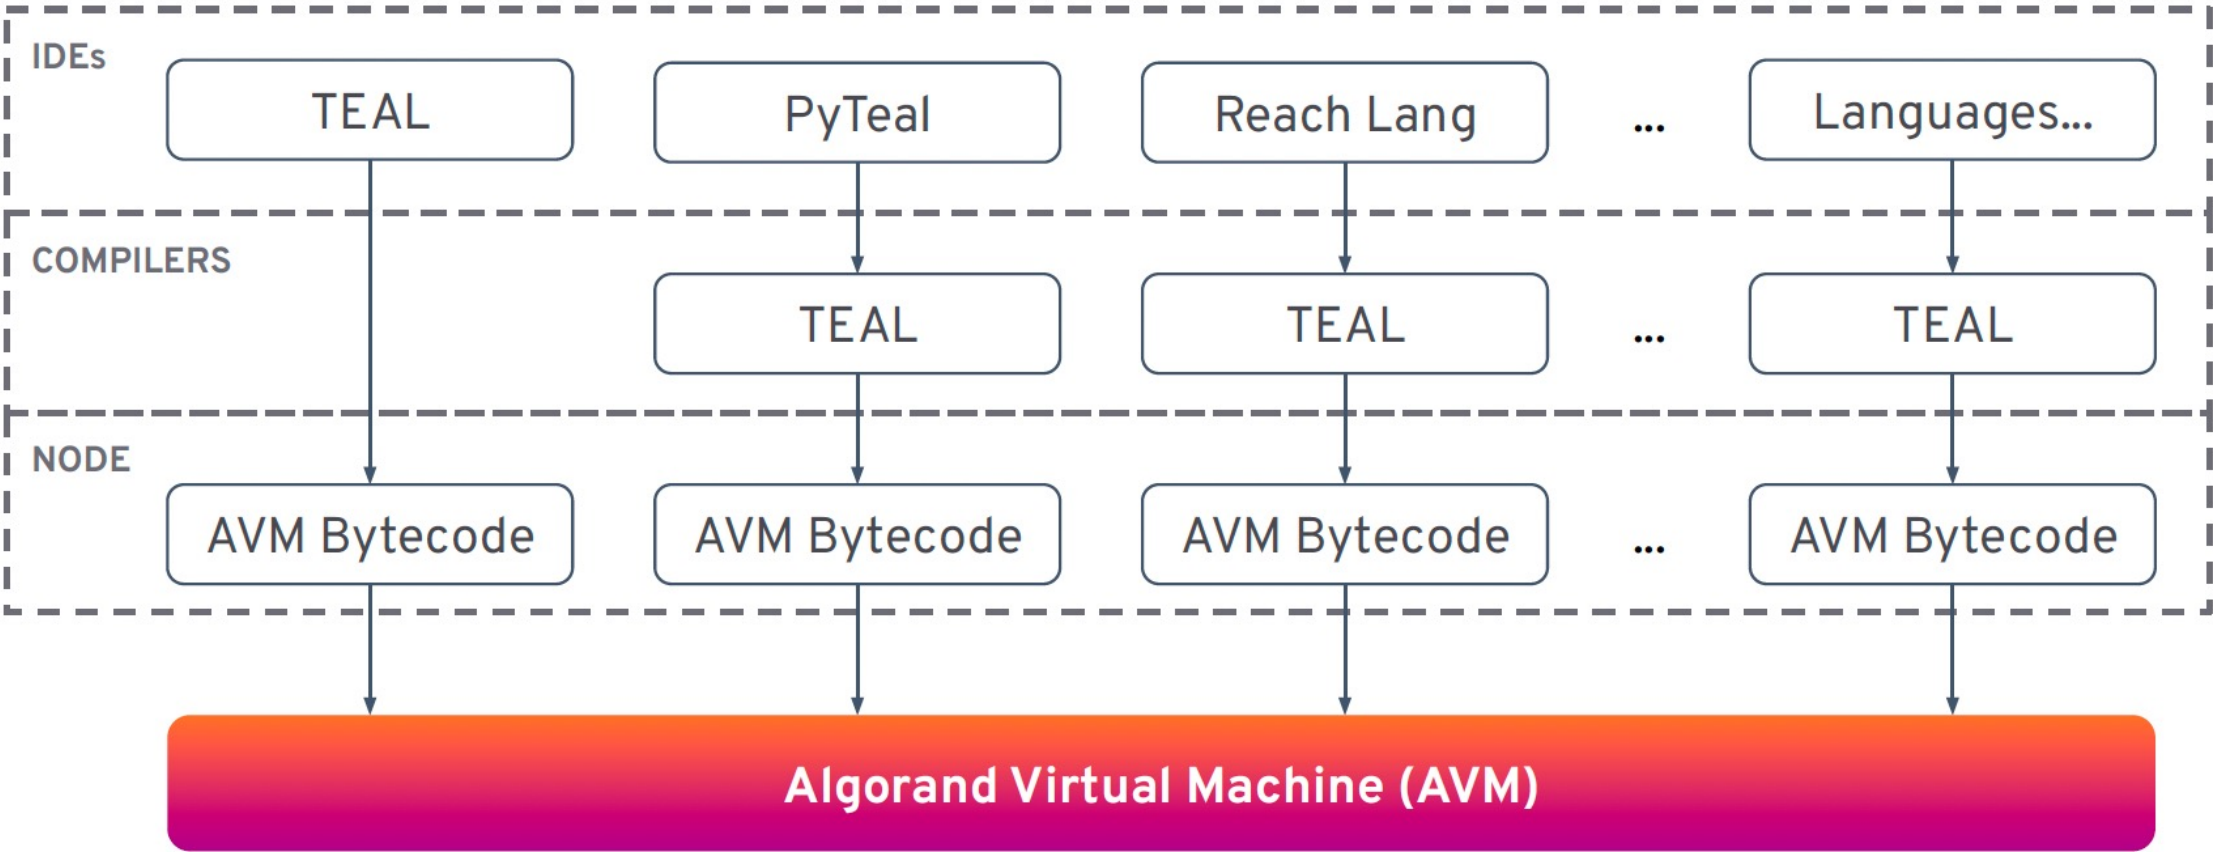 IDEs
TEAL
PyTeal
Reach Lang
...
Languages...
COMPILERS
TEAL
TEAL
...
TEAL
NODE
AVM Bytecode
AVM Bytecode
AVM Bytecode
...
AVM Bytecode
Algorand Virtual Machine (AVM)